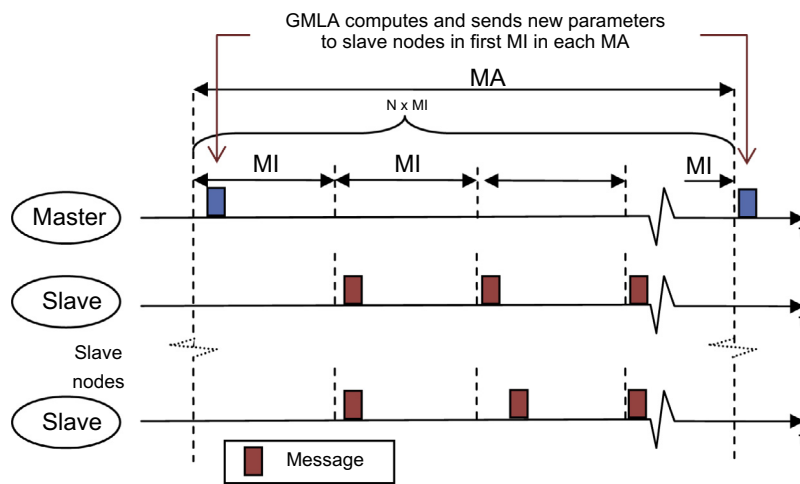 GMLA computes and sends new parameters
to slave nodes in first MI in each MA
MA
N x MI
MI
MI
MI
Master
Slave
Slave
nodes
Slave
Message